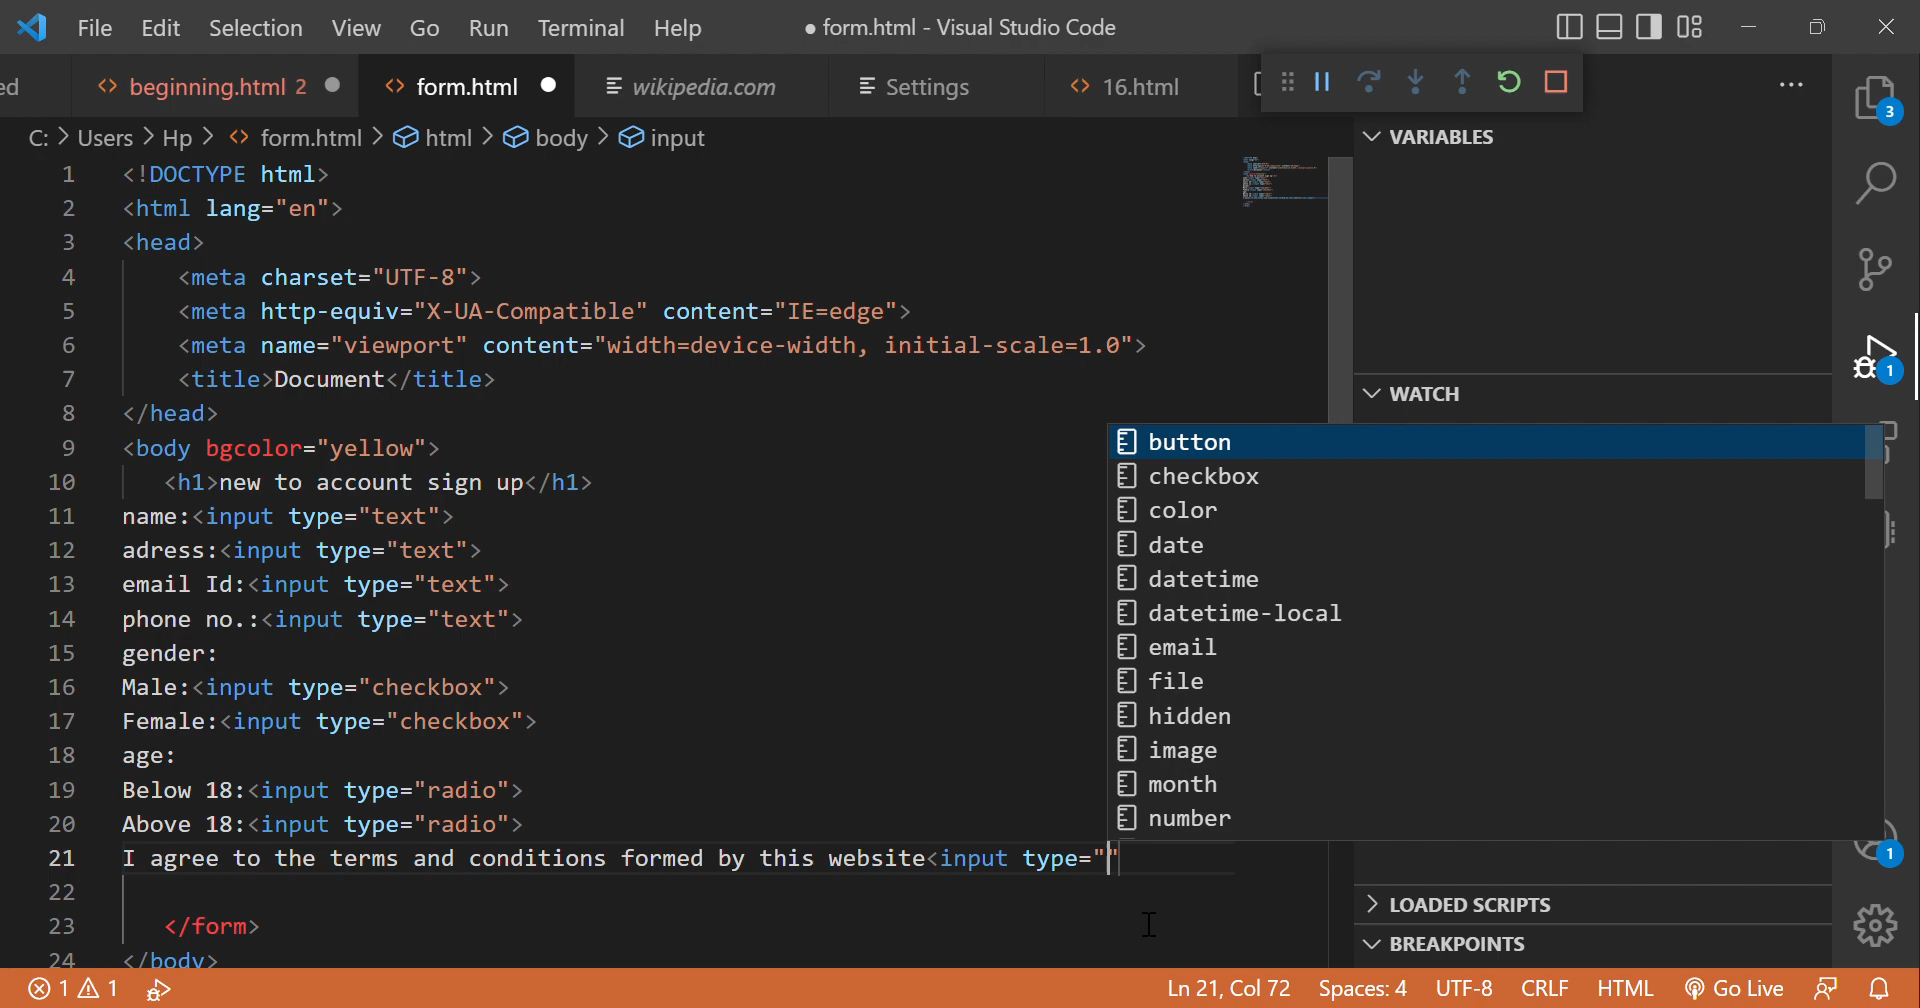 File Edit Selection View Go Run Terminal Help ● form.html - Visual Studio Code
ed <> beginning.html 2 ● <> form.html ● wikipedia.com Settings <> 16.html ...
C: > Users > Hp > <> form.html > html > body > input
1 <!DOCTYPE html>
2 <html lang="en">
3 <head>
4 <meta charset="UTF-8">
5 <meta http-equiv="X-UA-Compatible" content="IE=edge">
6 <meta name="viewport" content="width=device-width, initial-scale=1.0">
7 <title>Document</title>
8 </head>
9 <body bgcolor="yellow">
10 <h1>new to account sign up</h1>
11 name:<input type="text">
12 adress:<input type="text">
13 email Id:<input type="text">
14 phone no.:<input type="text">
15 gender:
16 Male:<input type="checkbox">
17 Female:<input type="checkbox">
18 age:
19 Below 18:<input type="radio">
20 Above 18:<input type="radio">
21 I agree to the terms and conditions formed by this website<input type=""
22
23 </form>
24 </body>
button
checkbox
color
date
datetime
datetime-local
email
file
hidden
image
month
number
VARIABLES
WATCH
LOADED SCRIPTS
BREAKPOINTS
3
1
1
1 1 Ln 21, Col 72 Spaces: 4 UTF-8 CRLF HTML Go Live